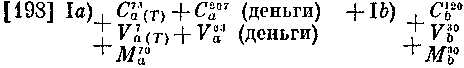 [198] Ia) C_a^73 (T) + C_a^207 (деньги) + Ib) C_b^120
+ V_a^7 (T) + V_a^63 (деньги) + V_b^30
+ M_a^70 + M_b^30